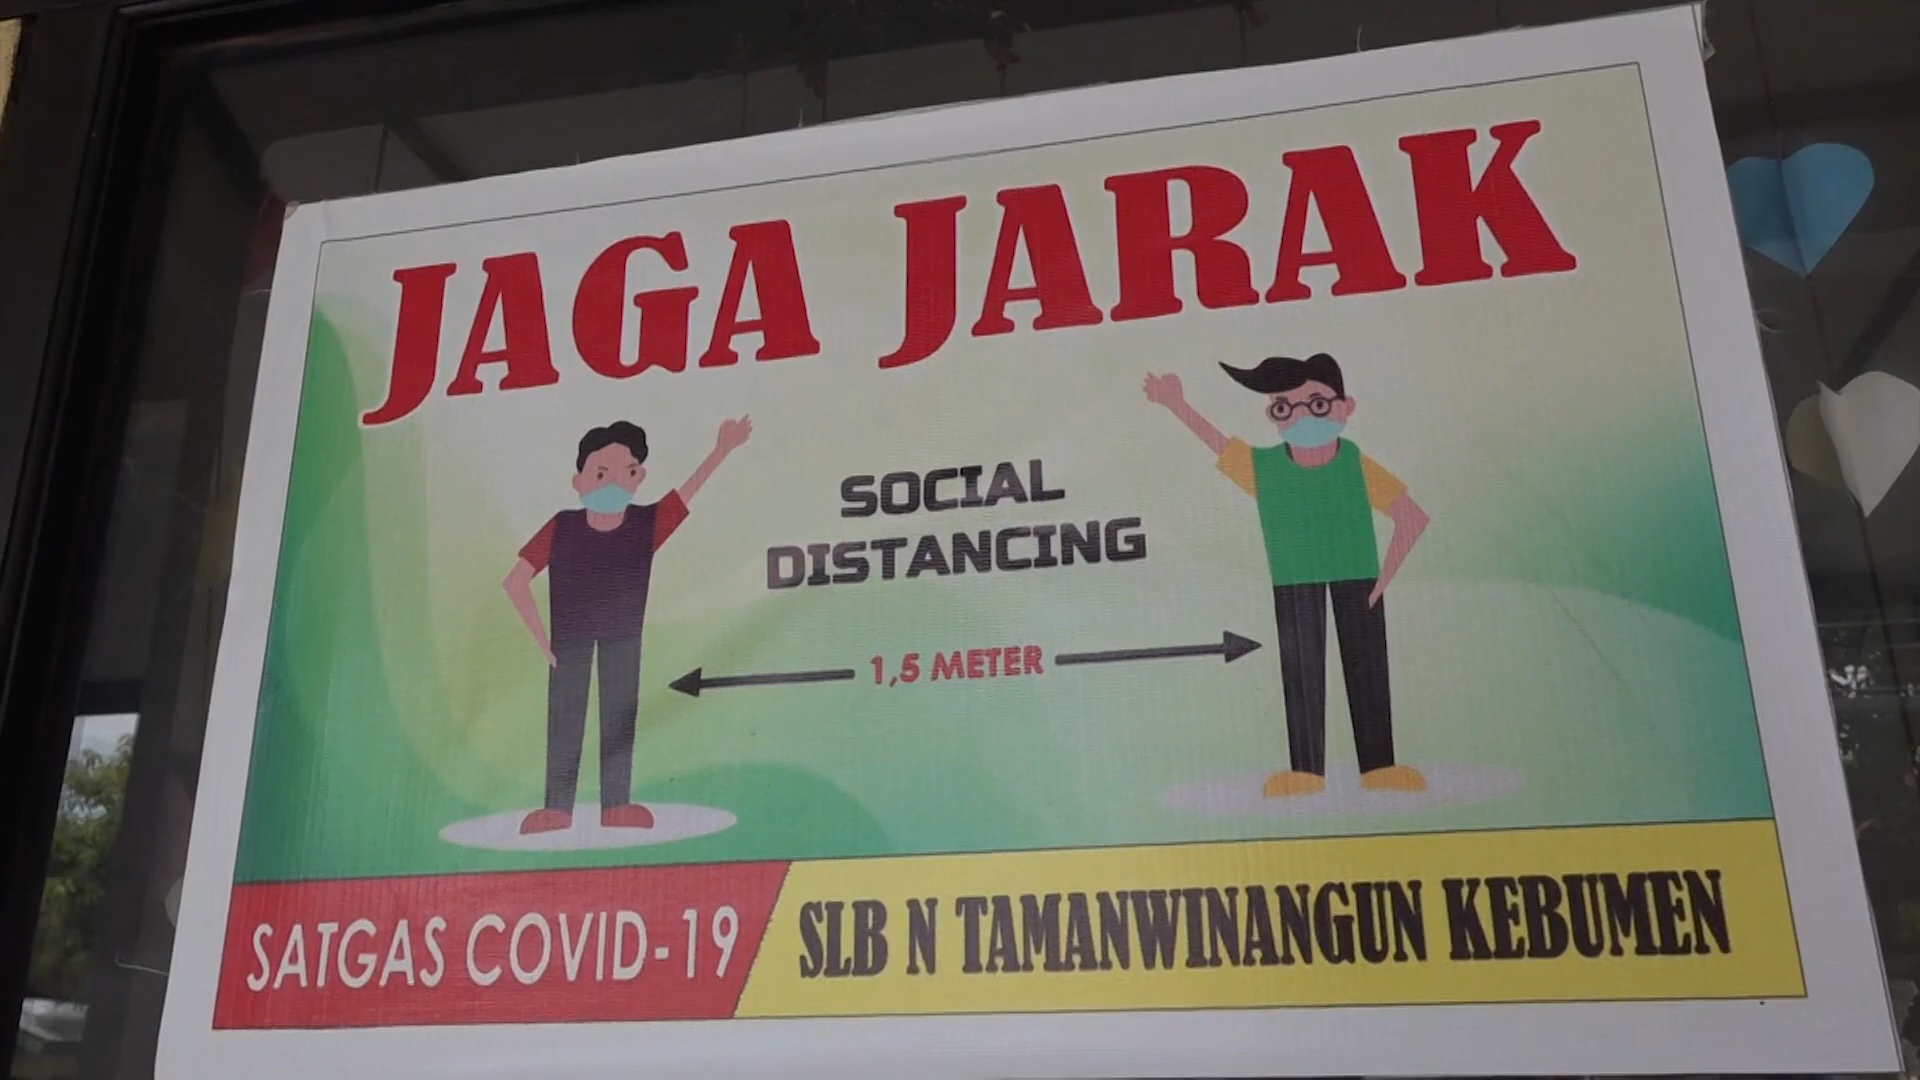 JAGA JARAK
SOCIAL
DISTANCING
1,5 METER
SATGAS COVID-19
SLB N TAMANWINANGUN KEBUMEN